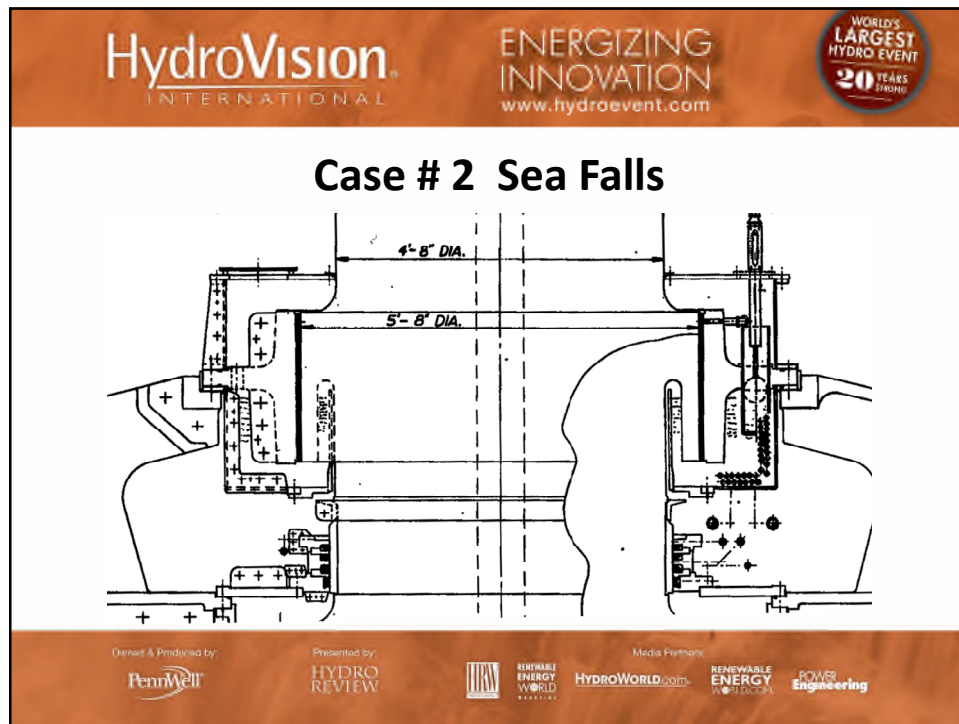 HydroVision®
INTERNATIONAL
ENERGIZING
INNOVATION
www.hydroevent.com
WORLD'S
LARGEST
HYDRO EVENT
20 YEARS
STRONG
Case # 2 Sea Falls
4'-8" DIA.
5'-8" DIA.
Owned & Produced by:
PennWell®
Presented by:
HYDRO
REVIEW
HRW
RENEWABLE
ENERGY
WORLD
MAGAZINE
Media Partners:
HYDROWORLD.com
RENEWABLE
ENERGY
WORLD.COM
POWER
Engineering